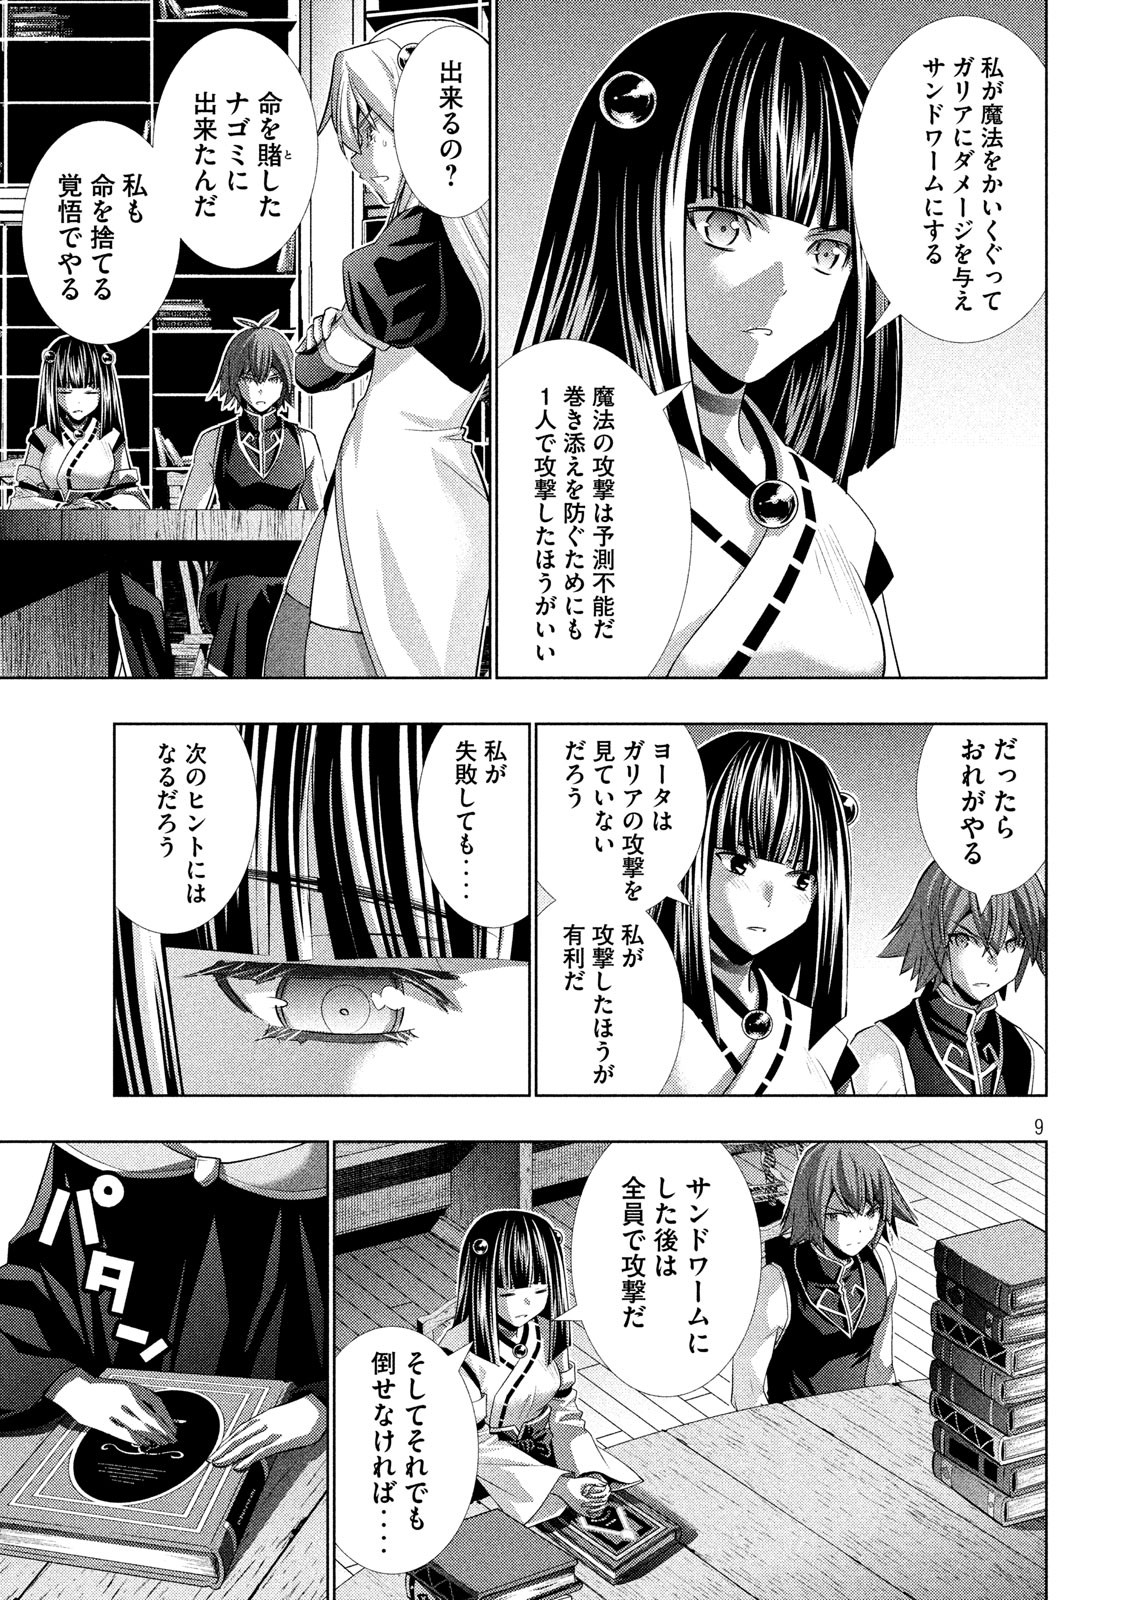 私が魔法をかいくぐって
ガリアにダメージを与え
サンドワームにする
魔法の攻撃は予測不能だ
巻き添えを防ぐためにも
1人で攻撃したほうがいい
出来るの?
命を賭した
と
ナゴミに
出来たんだ
私も
命を捨てる
覚悟でやる
だったら
おれがやる
ヨータは
ガリアの攻撃を
見ていない
だろう
私が
攻撃したほうが
有利だ
私が
失敗しても・・・・
次のヒントには
なるだろう
9
サンドワームに
した後は
全員で攻撃だ
そしてそれでも
倒せなければ・・・・
パタン